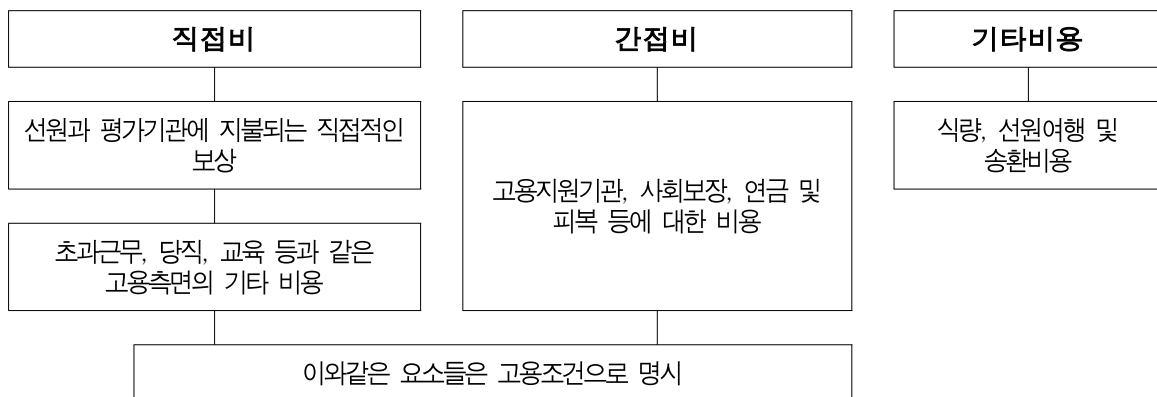 직접비
선원과 평가기관에 지불되는 직접적인
보상
초과근무, 당직, 교육 등과 같은
고용측면의 기타 비용
간접비
고용지원기관, 사회보장, 연금 및
피복 등에 대한 비용
기타비용
식량, 선원여행 및
송환비용
이와같은 요소들은 고용조건으로 명시